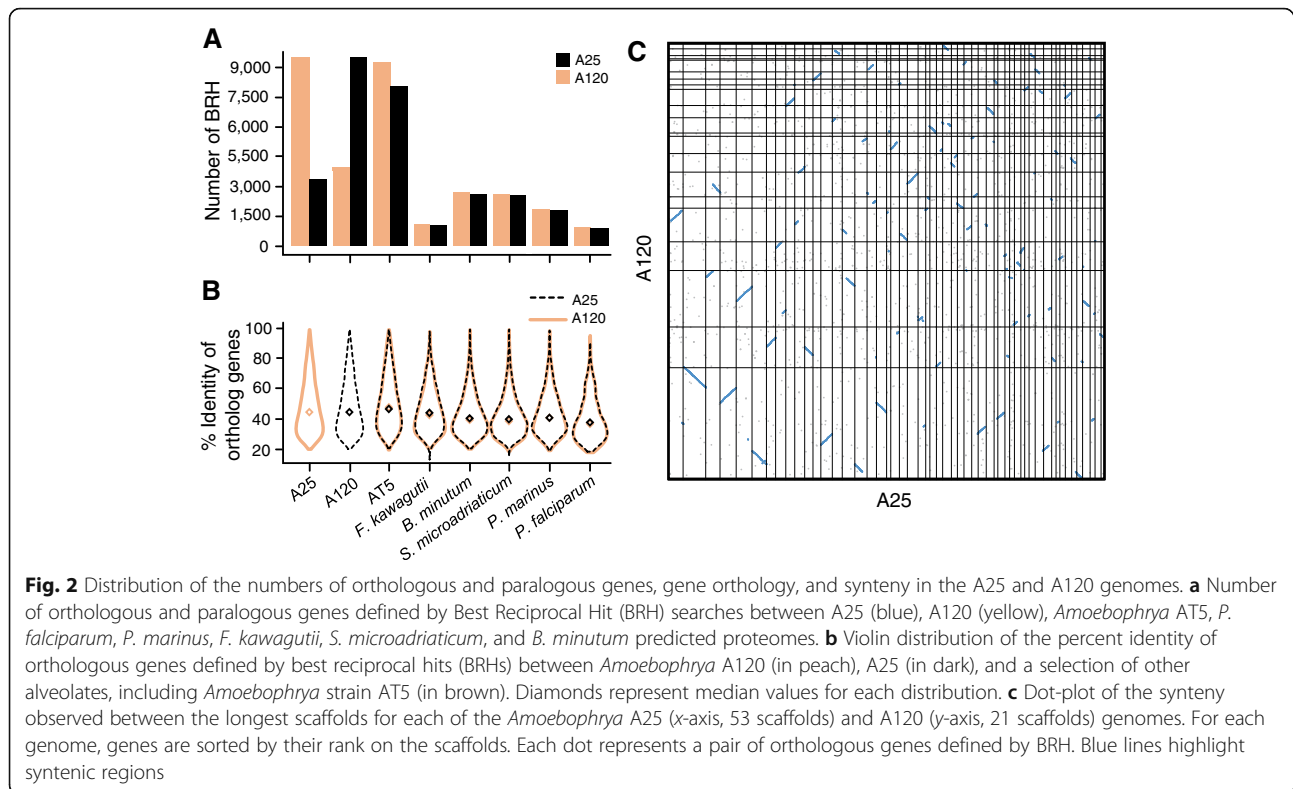 A
Number of BRH
9,000
7,500
6,000
5,500
3,000
1,500
0
A25
A120
B
% Identity of
ortholog genes
100
80
60
40
20
A25
A120
A25
A120
AT5
F. kawagutii
B. minutum
S. microadriaticum
P. marinus
P. falciparum
C
A120
A25
Fig. 2 Distribution of the numbers of orthologous and paralogous genes, gene orthology, and synteny in the A25 and A120 genomes. a Number
of orthologous and paralogous genes defined by Best Reciprocal Hit (BRH) searches between A25 (blue), A120 (yellow), Amoebophrya AT5, P.
falciparum, P. marinus, F. kawagutii, S. microadriaticum, and B. minutum predicted proteomes. b Violin distribution of the percent identity of
orthologous genes defined by best reciprocal hits (BRHs) between Amoebophrya A120 (in peach), A25 (in dark), and a selection of other
alveolates, including Amoebophrya strain AT5 (in brown). Diamonds represent median values for each distribution. c Dot-plot of the synteny
observed between the longest scaffolds for each of the Amoebophrya A25 (x-axis, 53 scaffolds) and A120 (y-axis, 21 scaffolds) genomes. For each
genome, genes are sorted by their rank on the scaffolds. Each dot represents a pair of orthologous genes defined by BRH. Blue lines highlight
syntenic regions